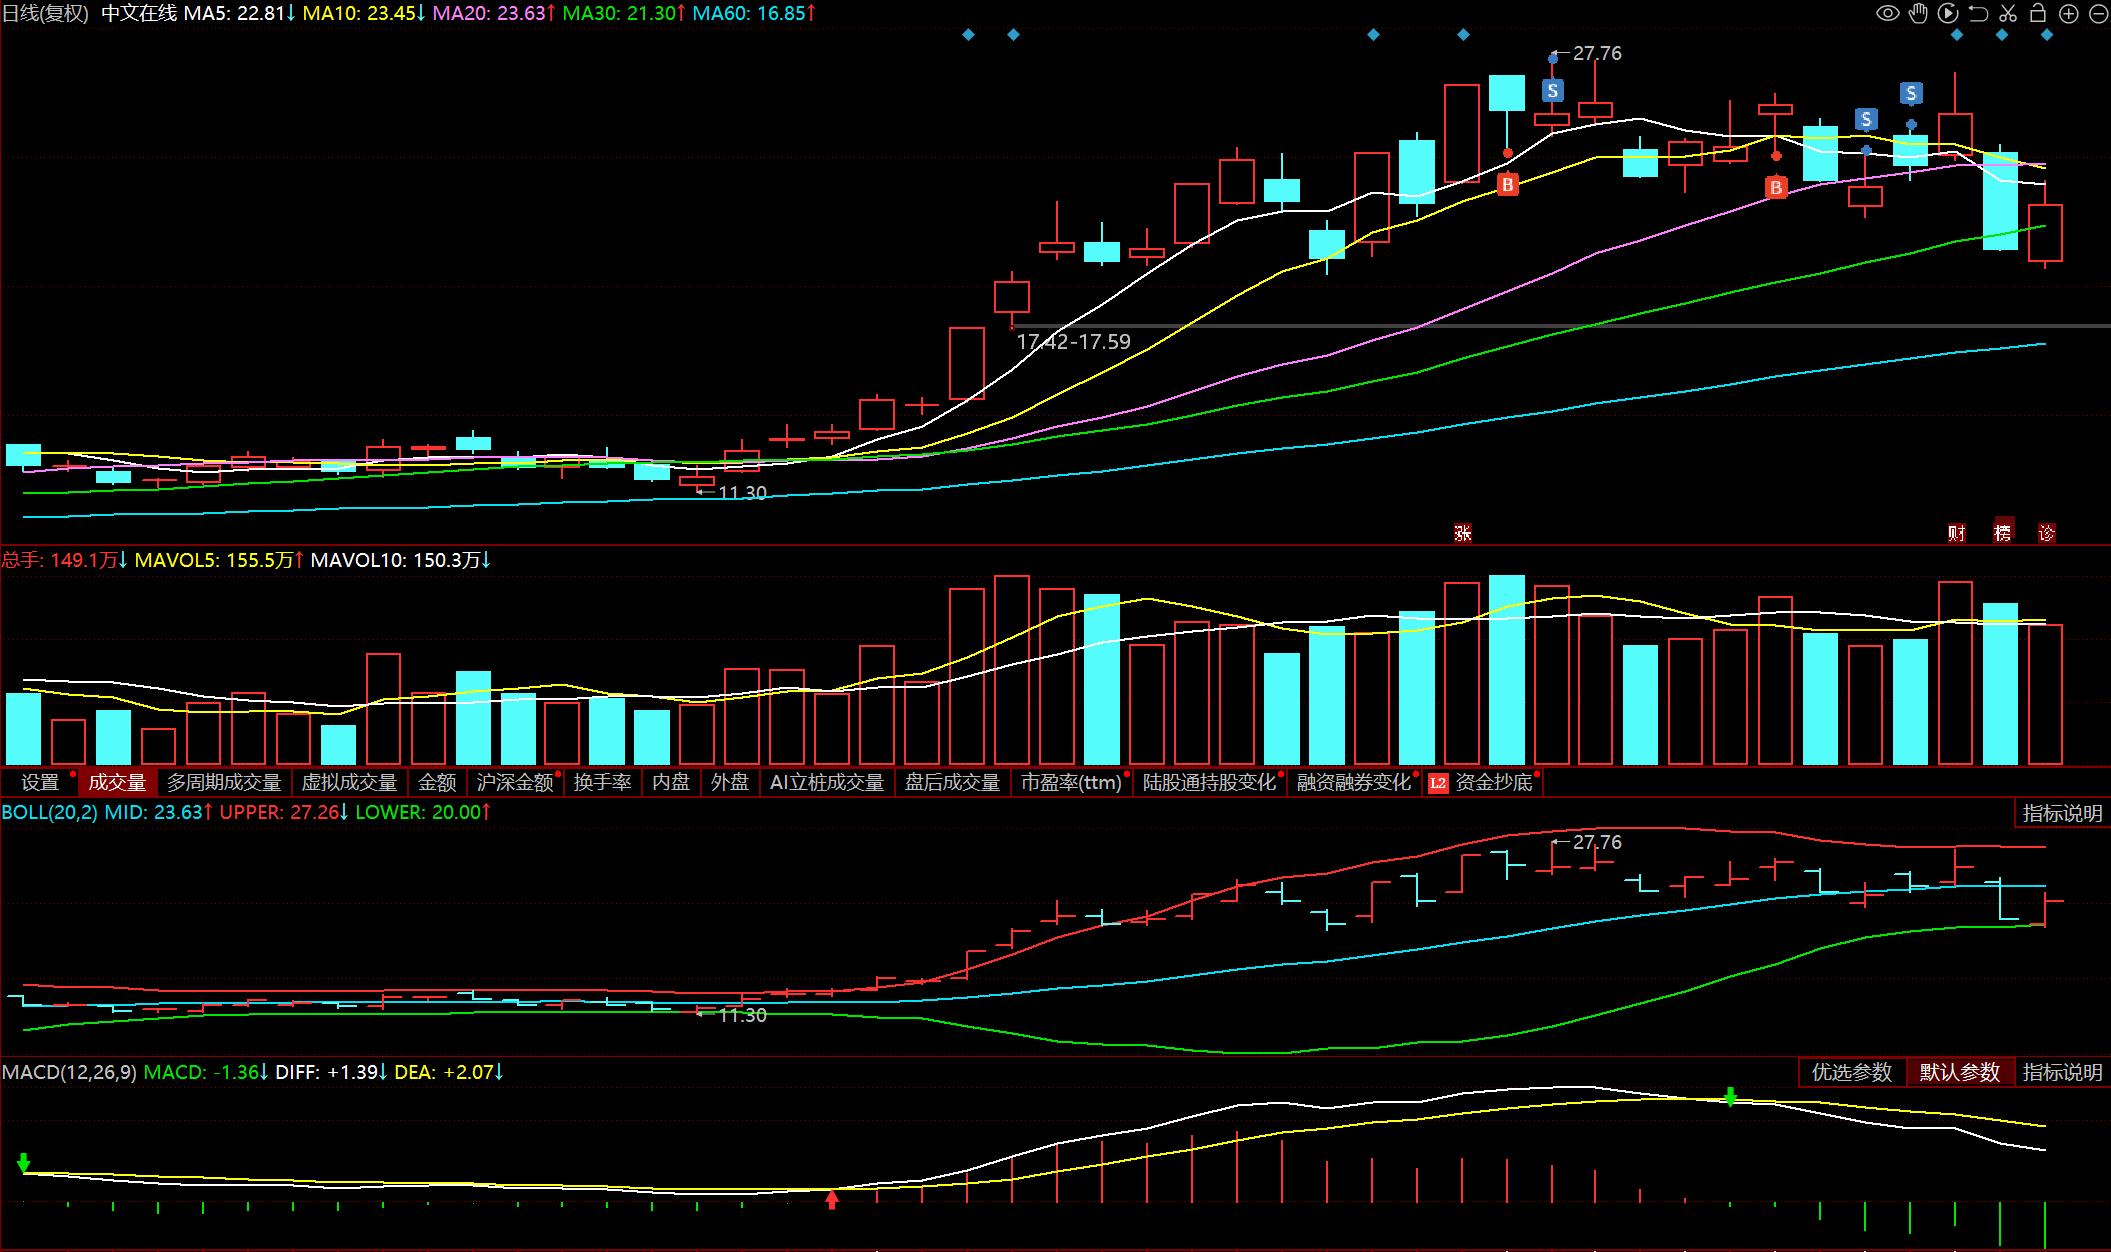 日线(复权) 中文在线 MA5: 22.81↓ MA10: 23.45↓ MA20: 23.63↑ MA30: 21.30↑ MA60: 16.85↑
←27.76
S
S
S
B
B
17.42-17.59
←11.30
涨 财 榜 诊
总手: 149.1万↓ MAVOL5: 155.5万↑ MAVOL10: 150.3万↓
设置 成交量 多周期成交量 虚拟成交量 金额 沪深金额 换手率 内盘 外盘 AI立桩成交量 盘后成交量 市盈率(ttm) 陆股通持股变化 融资融券变化 L2 资金抄底
BOLL(20,2) MID: 23.63↑ UPPER: 27.26↓ LOWER: 20.00↑ 指标说明
←27.76
←11.30
MACD(12,26,9) MACD: -1.36↓ DIFF: +1.39↓ DEA: +2.07↓ 优选参数 默认参数 指标说明